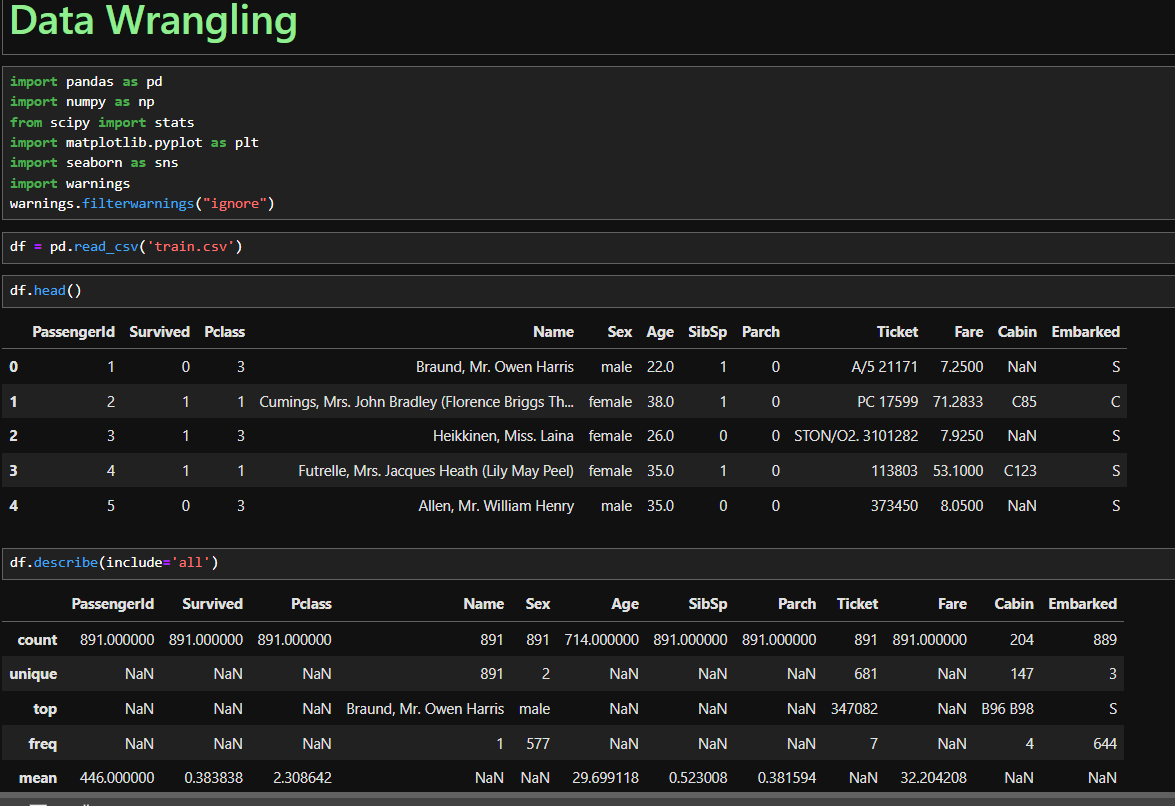 Data Wrangling
import pandas as pd
import numpy as np
from scipy import stats
import matplotlib.pyplot as plt
import seaborn as sns
import warnings
warnings.filterwarnings("ignore")
df = pd.read_csv('train.csv')
df.head()
PassengerId Survived Pclass Name Sex Age SibSp Parch Ticket Fare Cabin Embarked
0 1 0 3 Braund, Mr. Owen Harris male 22.0 1 0 A/5 21171 7.2500 NaN S
1 2 1 1 Cumings, Mrs. John Bradley (Florence Briggs Th... female 38.0 1 0 PC 17599 71.2833 C85 C
2 3 1 3 Heikkinen, Miss. Laina female 26.0 0 0 STON/O2. 3101282 7.9250 NaN S
3 4 1 1 Futrelle, Mrs. Jacques Heath (Lily May Peel) female 35.0 1 0 113803 53.1000 C123 S
4 5 0 3 Allen, Mr. William Henry male 35.0 0 0 373450 8.0500 NaN S
df.describe(include='all')
PassengerId Survived Pclass Name Sex Age SibSp Parch Ticket Fare Cabin Embarked
count 891.000000 891.000000 891.000000 891 891 714.000000 891.000000 891.000000 891 891.000000 204 889
unique NaN NaN NaN 891 2 NaN NaN NaN 681 NaN 147 3
top NaN NaN NaN Braund, Mr. Owen Harris male NaN NaN NaN 347082 NaN B96 B98 S
freq NaN NaN NaN 1 577 NaN NaN NaN 7 NaN 4 644
mean 446.000000 0.383838 2.308642 NaN NaN 29.699118 0.523008 0.381594 NaN 32.204208 NaN NaN